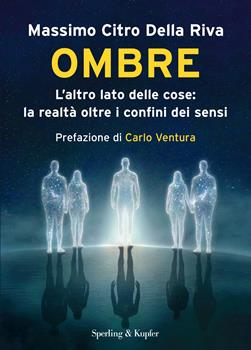 Massimo Citro Della Riva
OMBRE
L'altro lato delle cose:
la realtà oltre i confini dei sensi
Prefazione di Carlo Ventura
Sperling & Kupfer